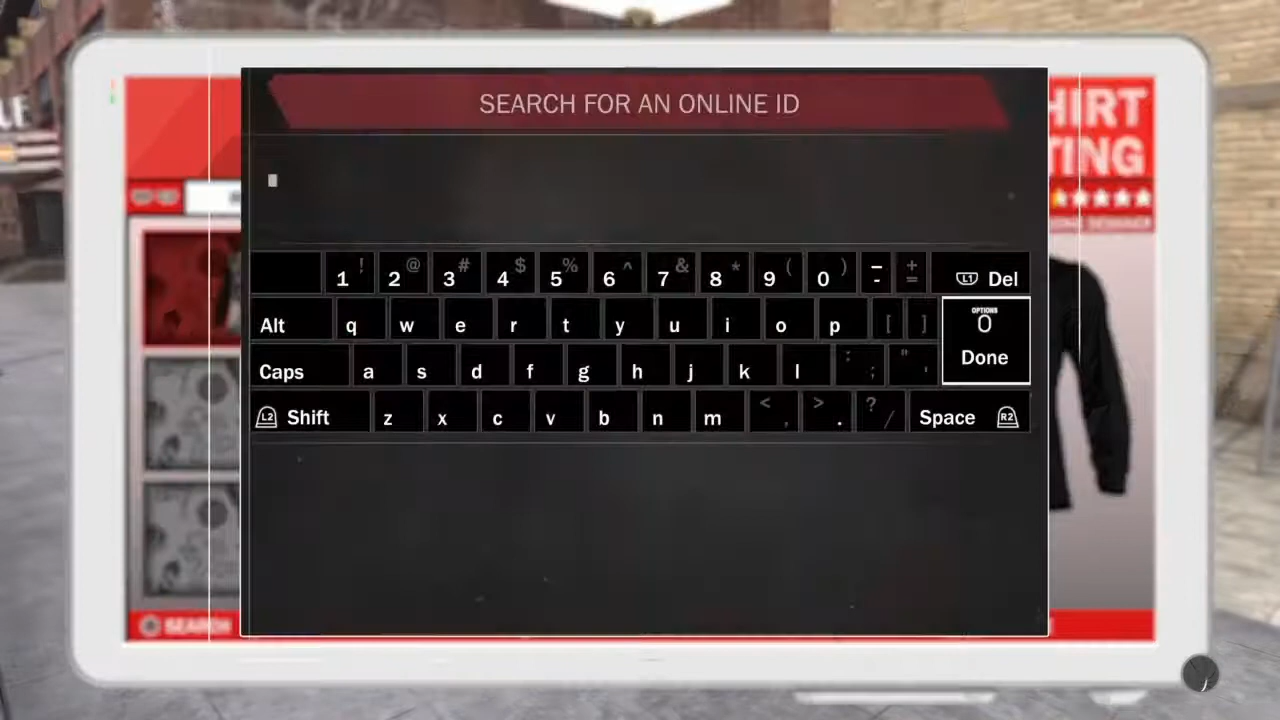 SEARCH FOR AN ONLINE ID
HIRT
TING
1 ! 2 @ 3 # 4 $ 5 % 6 ^ 7 & 8 * 9 ( 0 ) - _ = + L1 Del
Alt q w e r t y u i o p [ ] OPTIONS
Done
Caps a s d f g h j k l ; : ' "
L2 Shift z x c v b n m , < . > / ? Space R2
SEARCH